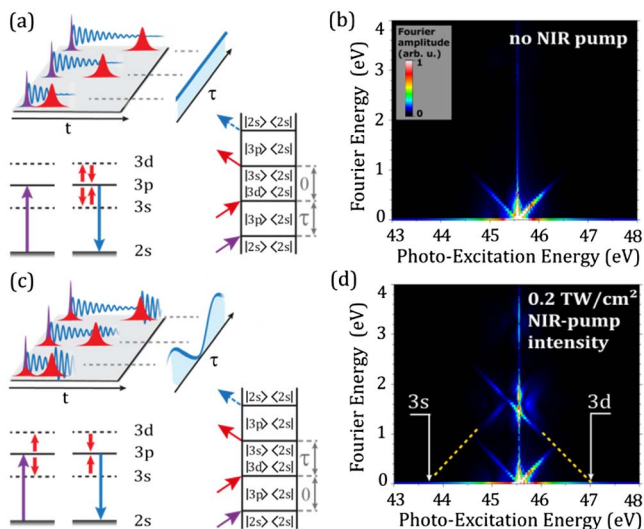 (a)
τ
t
3d
3p
3s
2s
|2s> <2s|
|3p> <2s|
|3s> <2s|
|3d> <2s|
0
|3p> <2s|
τ
|2s> <2s|
(b)
Fourier Energy (eV)
4
3
2
1
0
Fourier
amplitude
(arb. u.)
1
0
no NIR pump
43 44 45 46 47 48
Photo-Excitation Energy (eV)
(c)
τ
t
3d
3p
3s
2s
|2s> <2s|
|3p> <2s|
|3s> <2s|
|3d> <2s|
τ
|3p> <2s|
0
|2s> <2s|
(d)
Fourier Energy (eV)
4
3
2
1
0
0.2 TW/cm²
NIR-pump
intensity
3s
3d
43 44 45 46 47 48
Photo-Excitation Energy (eV)